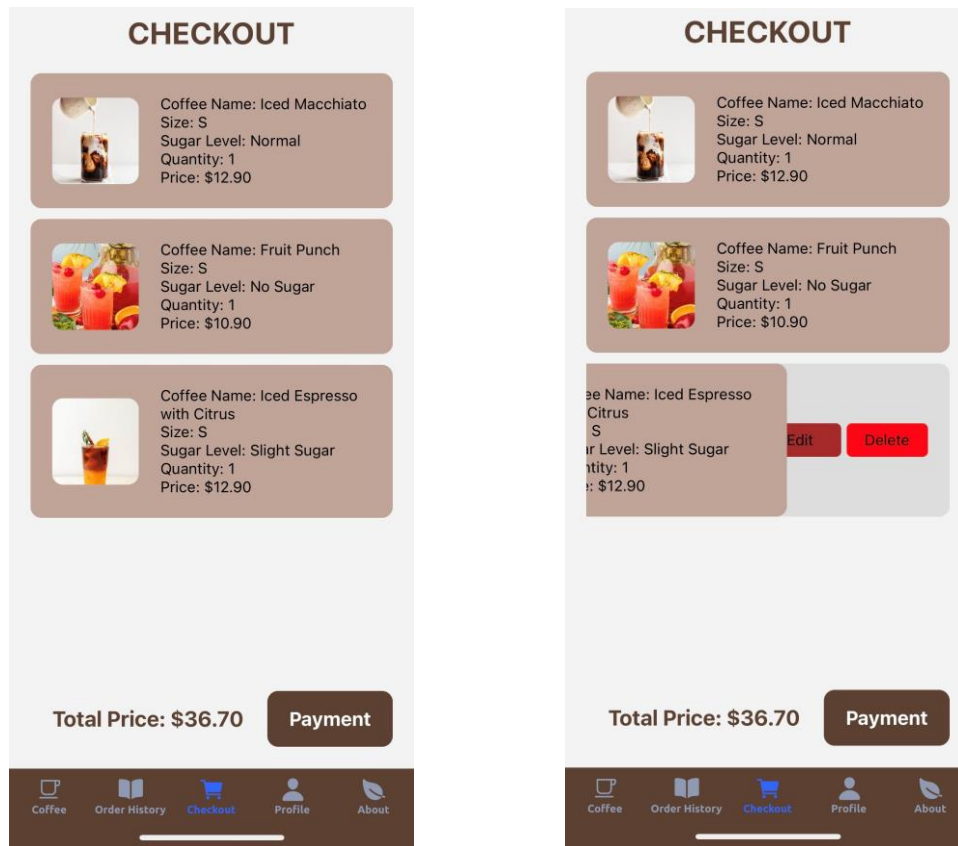 CHECKOUT
Coffee Name: Iced Macchiato
Size: S
Sugar Level: Normal
Quantity: 1
Price: $12.90
Coffee Name: Fruit Punch
Size: S
Sugar Level: No Sugar
Quantity: 1
Price: $10.90
Coffee Name: Iced Espresso
with Citrus
Size: S
Sugar Level: Slight Sugar
Quantity: 1
Price: $12.90
Total Price: $36.70
Payment
Coffee
Order History
Checkout
Profile
About
CHECKOUT
Coffee Name: Iced Macchiato
Size: S
Sugar Level: Normal
Quantity: 1
Price: $12.90
Coffee Name: Fruit Punch
Size: S
Sugar Level: No Sugar
Quantity: 1
Price: $10.90
ee Name: Iced Espresso
Citrus
S
ar Level: Slight Sugar
ntity: 1
e: $12.90
Edit
Delete
Total Price: $36.70
Payment
Coffee
Order History
Checkout
Profile
About